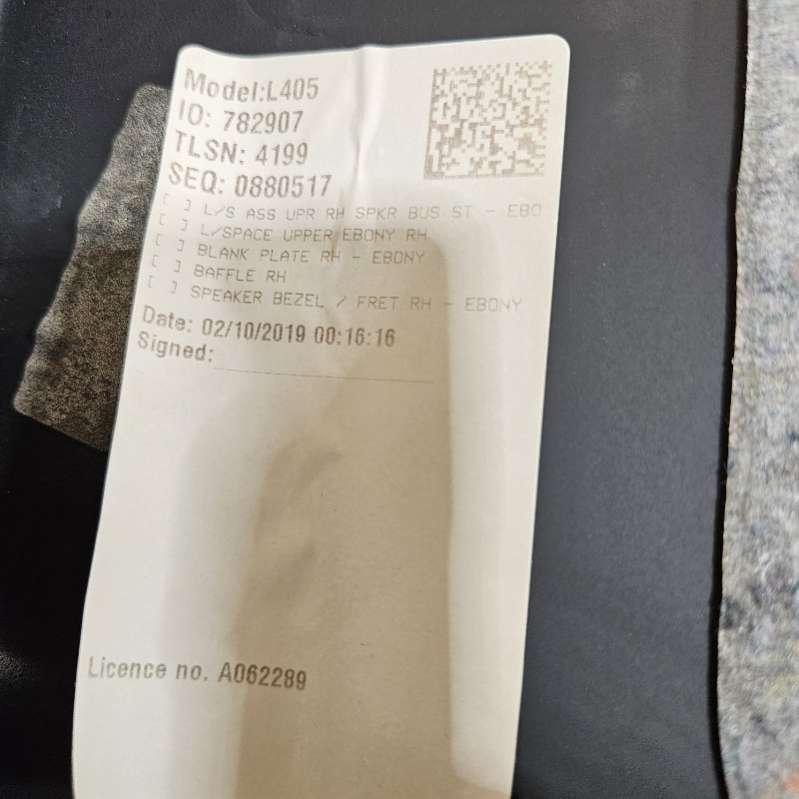 Model:L405
IO: 782907
TLSN: 4199
SEQ: 0880517
[ ] L/S ASS UPR RH SPKR BUS ST - EBO
[ ] L/SPACE UPPER EBONY RH
[ ] BLANK PLATE RH - EBONY
[ ] BAFFLE RH
[ ] SPEAKER BEZEL / FRET RH - EBONY
Date: 02/10/2019 00:16:16
Signed:
Licence no. A062289